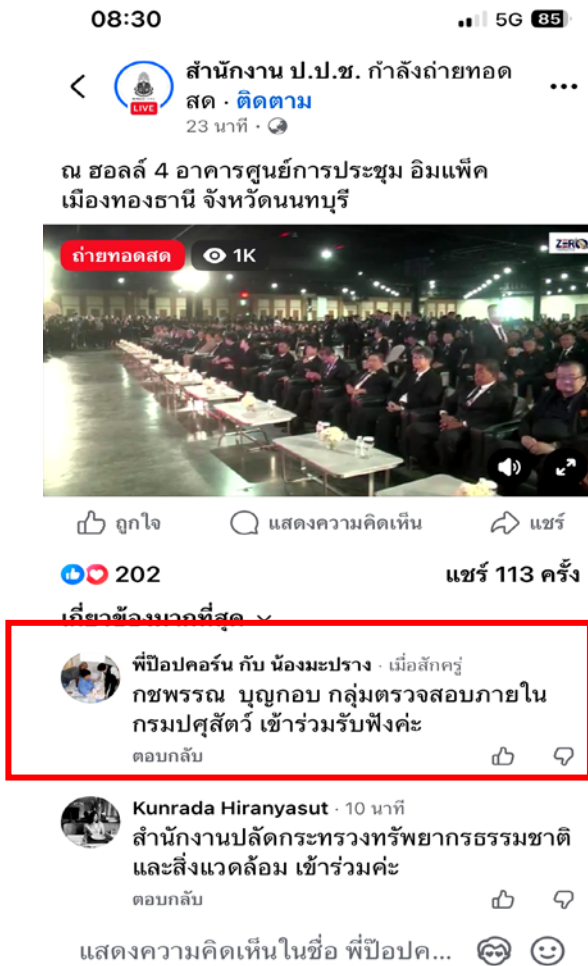 08:30
5G 85
สำนักงาน ป.ป.ช. กำลังถ่ายทอด
สด · ติดตาม
LIVE
23 นาที ·
ณ ฮอลล์ 4 อาคารศูนย์การประชุม อิมแพ็ค
เมืองทองธานี จังหวัดนนทบุรี
ถ่ายทอดสด 1K
ZERO
ถูกใจ แสดงความคิดเห็น แชร์
202 แชร์ 113 ครั้ง
เกี่ยวข้องมากที่สุด
พี่ป๊อปคอร์น กับ น้องมะปราง · เมื่อสักครู่
กชพรรณ บุญกอบ กลุ่มตรวจสอบภายใน
กรมปศุสัตว์ เข้าร่วมรับฟังค่ะ
ตอบกลับ
Kunrada Hiranyasut · 10 นาที
สำนักงานปลัดกระทรวงทรัพยากรธรรมชาติ
และสิ่งแวดล้อม เข้าร่วมค่ะ
ตอบกลับ
แสดงความคิดเห็นในชื่อ พี่ป๊อปค...